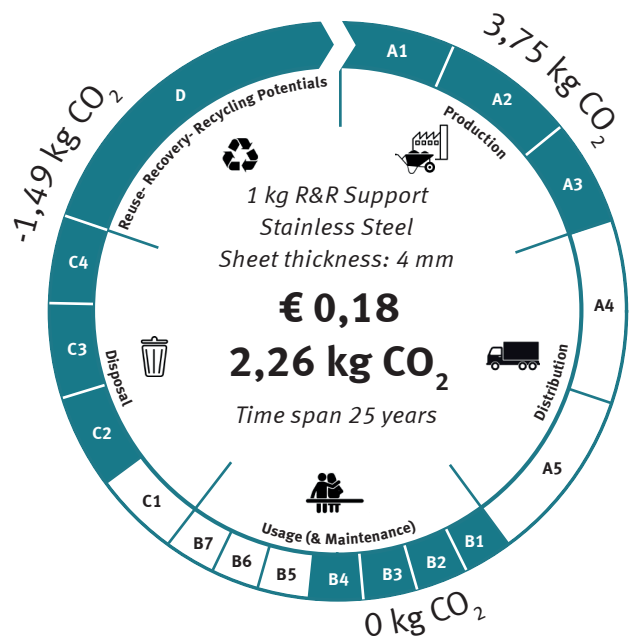 A1
A2
A3
A4
A5
B1
B2
B3
B4
B5
B6
B7
C1
C2
C3
C4
D
3,75 kg CO2
0 kg CO2
-1,49 kg CO2
Production
Distribution
Usage (& Maintenance)
Disposal
Reuse- Recovery- Recycling Potentials
1 kg R&R Support
Stainless Steel
Sheet thickness: 4 mm
€ 0,18
2,26 kg CO2
Time span 25 years